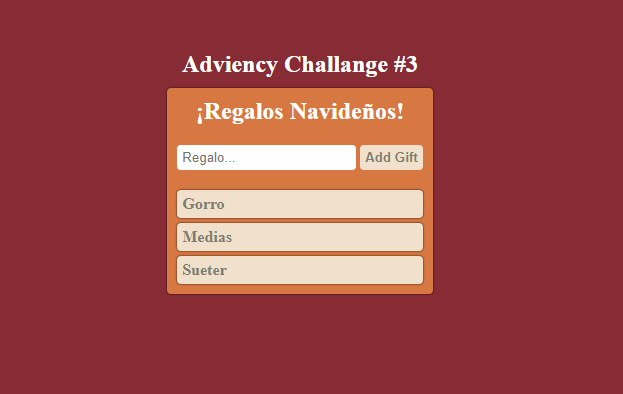 Adviency Challange #3
¡Regalos Navideños!
Regalo... Add Gift
Gorro
Medias
Sueter